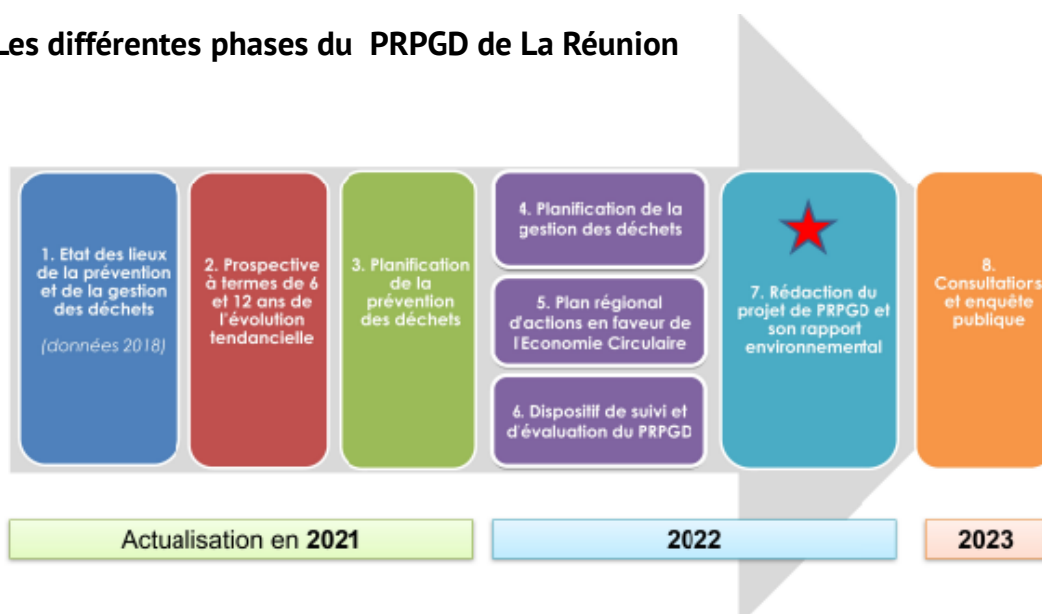 Les différentes phases du PRPGD de La Réunion
1. Etat des lieux
de la prévention
et de la gestion
des déchets
(données 2018)
2. Prospective
à termes de 6
et 12 ans de
l'évolution
tendancielle
3. Planification
de la
prévention
des déchets
4. Planification de la
gestion des déchets
5. Plan régional
d'actions en faveur de
l'Economie Circulaire
6. Dispositif de suivi et
d'évaluation du PRPGD
7. Rédaction du
projet de PRPGD et
son rapport
environnemental
8.
Consultations
et enquête
publique
Actualisation en 2021
2022
2023